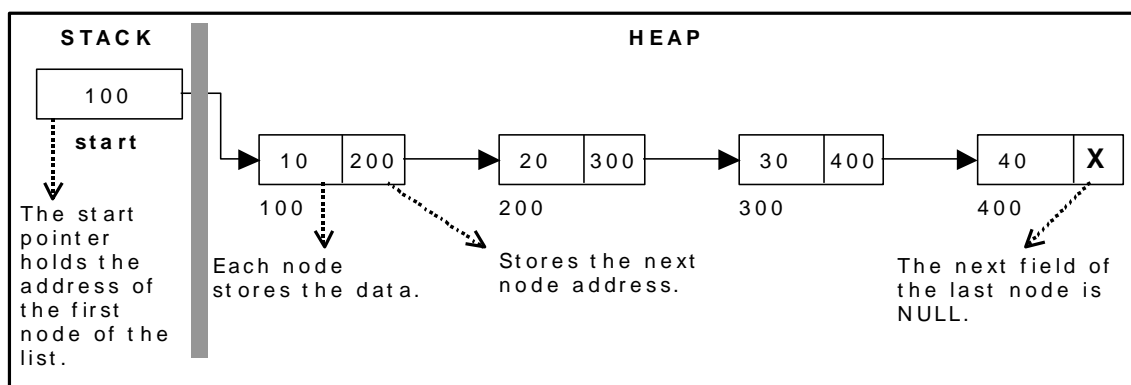 STACK
HEAP
100
start
10
200
20
300
30
400
40
X
100
200
300
400
The start
pointer
holds the
address of
the first
node of the
list.
Each node
stores the data.
Stores the next
node address.
The next field of
the last node is
NULL.